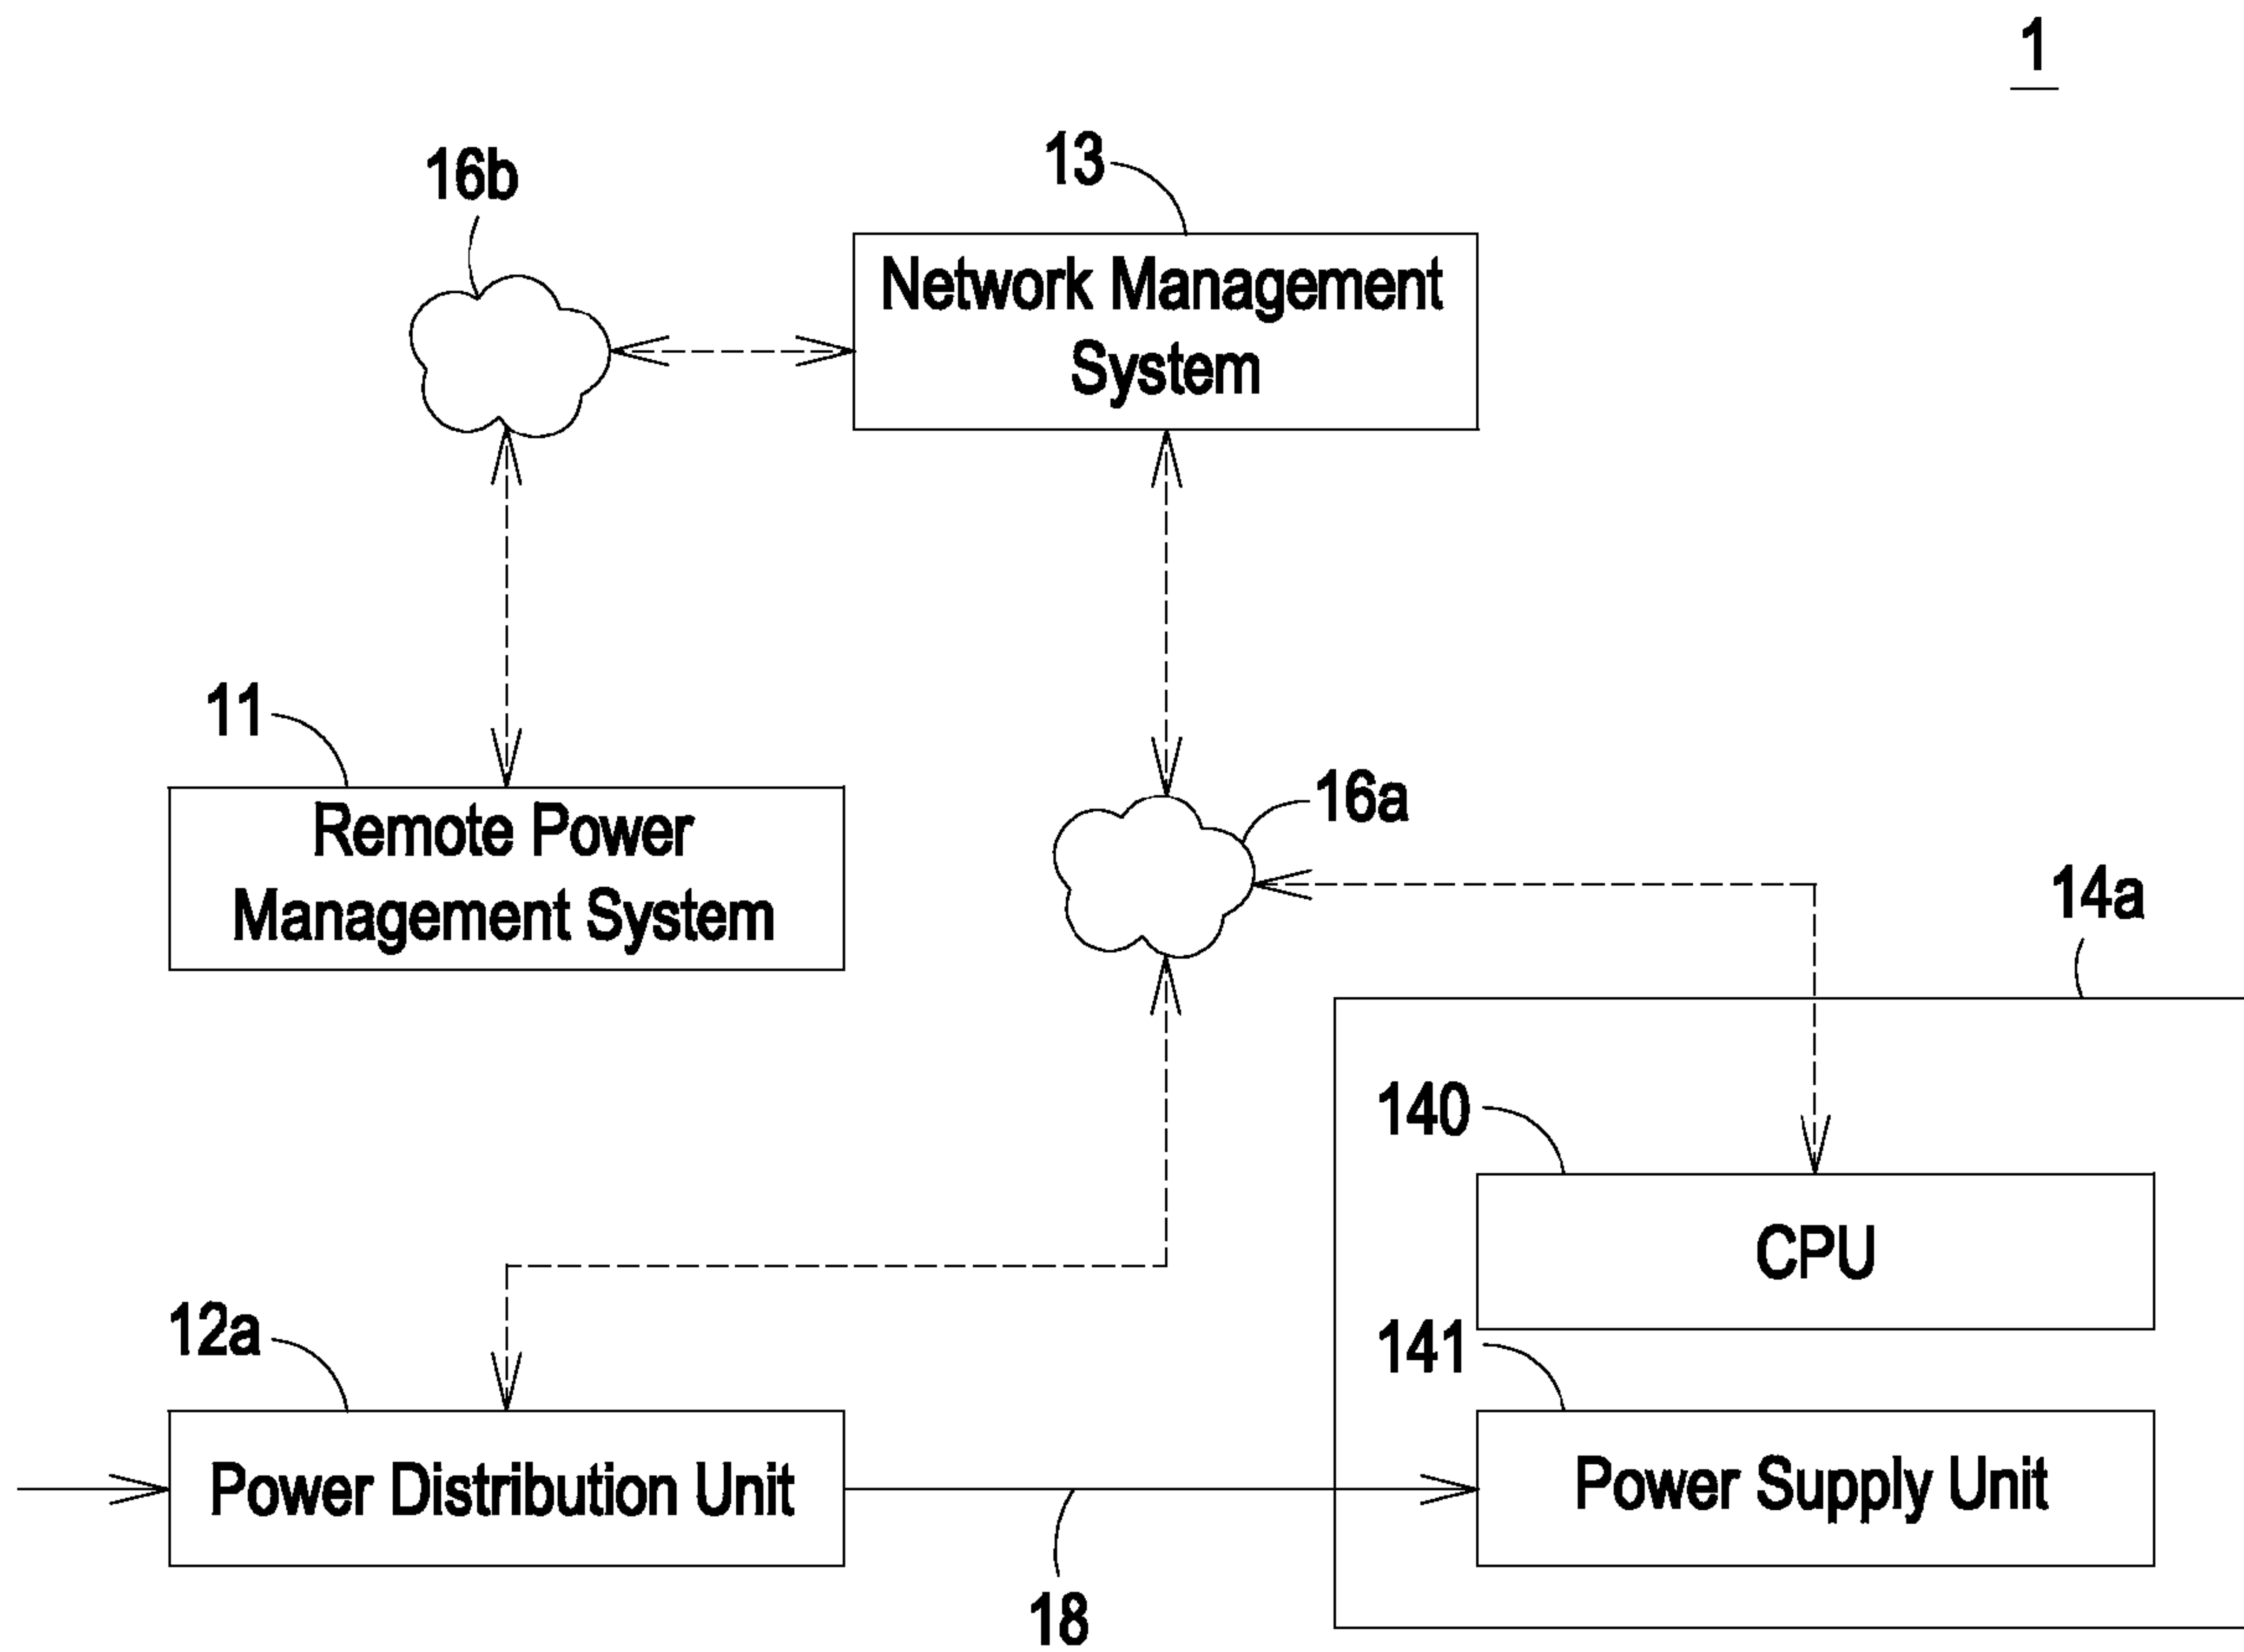 1
16b
13
Network Management
System
11
Remote Power
Management System
16a
14a
140
CPU
12a
141
Power Distribution Unit
Power Supply Unit
18